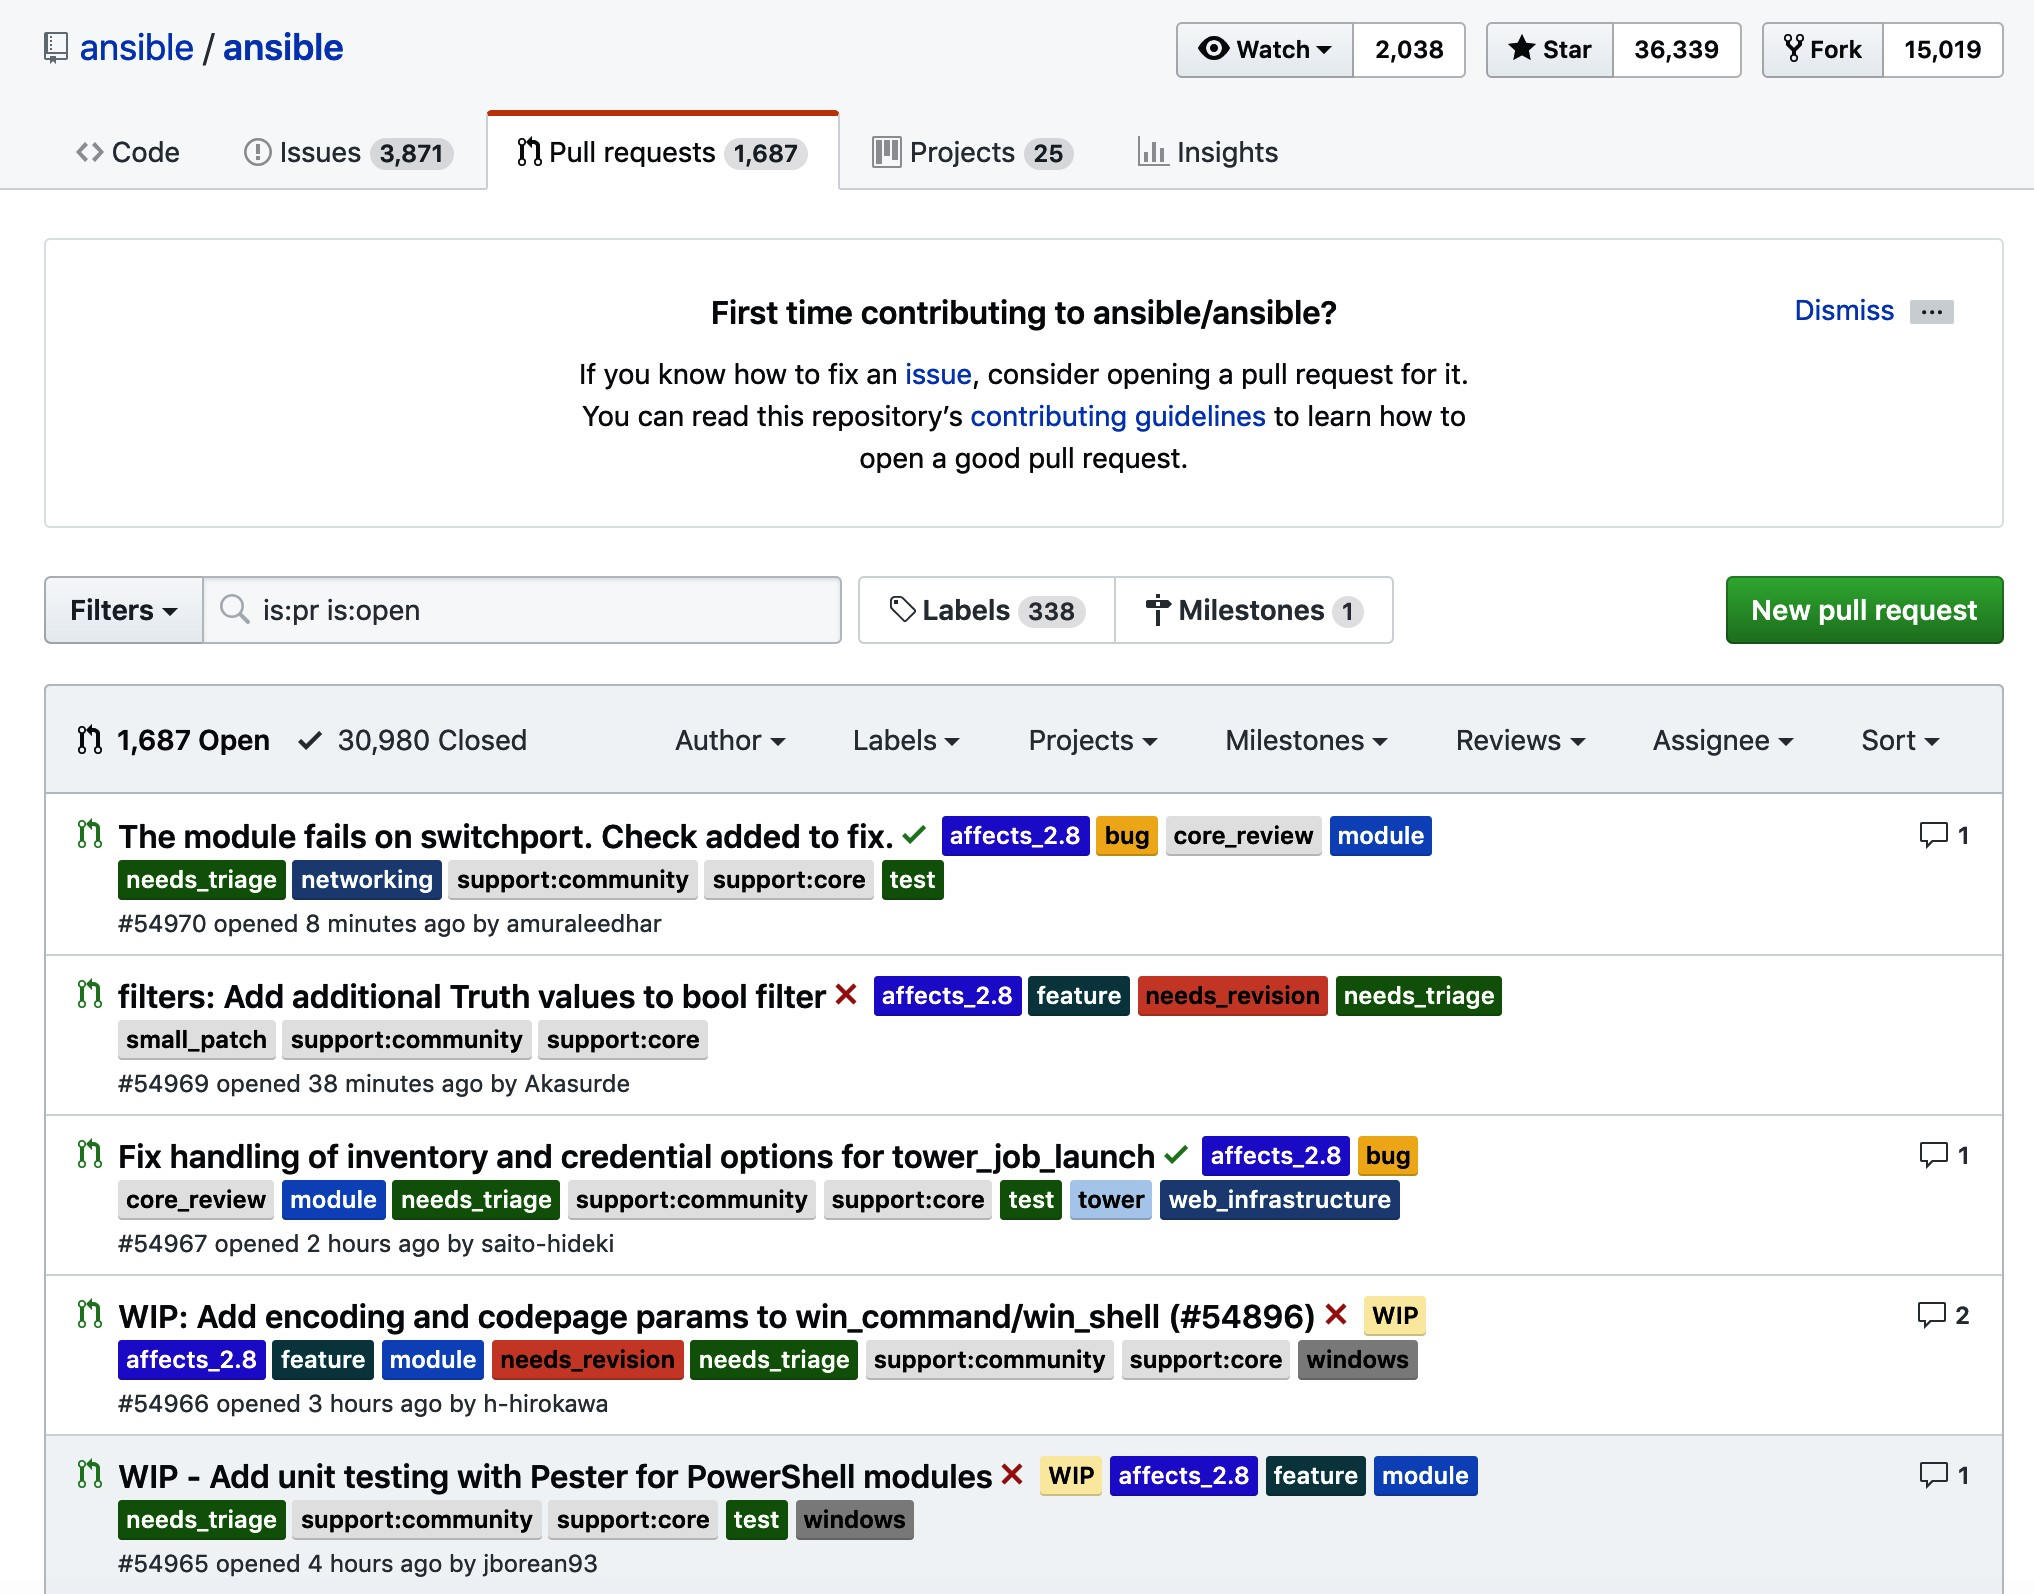 ansible / ansible
Watch 2,038 Star 36,339 Fork 15,019
Code Issues 3,871 Pull requests 1,687 Projects 25 Insights
First time contributing to ansible/ansible?
Dismiss ...
If you know how to fix an issue, consider opening a pull request for it.
You can read this repository’s contributing guidelines to learn how to
open a good pull request.
Filters is:pr is:open Labels 338 Milestones 1 New pull request
1,687 Open 30,980 Closed Author Labels Projects Milestones Reviews Assignee Sort
The module fails on switchport. Check added to fix. affects_2.8 bug core_review module 1
needs_triage networking support:community support:core test
#54970 opened 8 minutes ago by amuraleedhar
filters: Add additional Truth values to bool filter affects_2.8 feature needs_revision needs_triage
small_patch support:community support:core
#54969 opened 38 minutes ago by Akasurde
Fix handling of inventory and credential options for tower_job_launch affects_2.8 bug 1
core_review module needs_triage support:community support:core test tower web_infrastructure
#54967 opened 2 hours ago by saito-hideki
WIP: Add encoding and codepage params to win_command/win_shell (#54896) WIP 2
affects_2.8 feature module needs_revision needs_triage support:community support:core windows
#54966 opened 3 hours ago by h-hirokawa
WIP - Add unit testing with Pester for PowerShell modules WIP affects_2.8 feature module 1
needs_triage support:community support:core test windows
#54965 opened 4 hours ago by jborean93